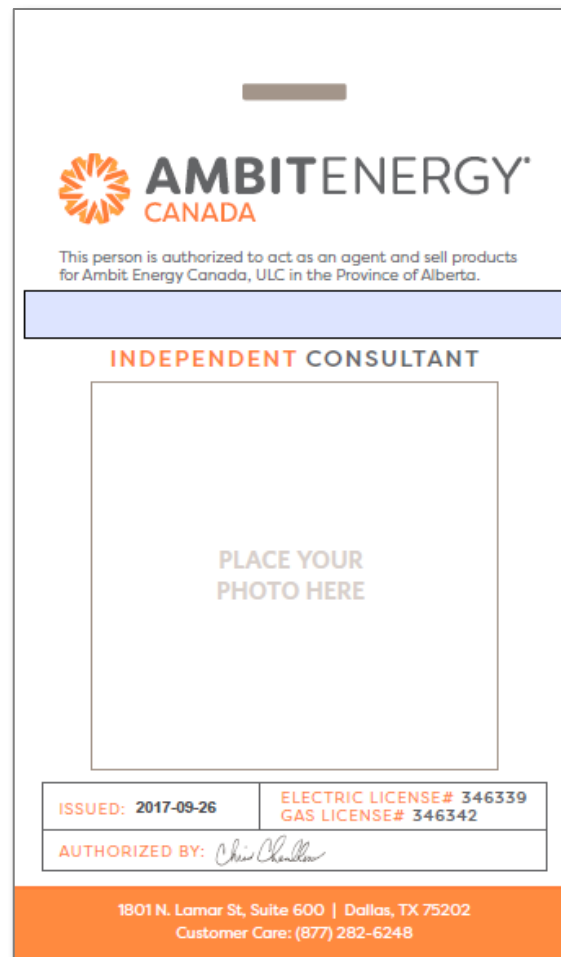 AMBITENERGY
CANADA
This person is authorized to act as an agent and sell products
for Ambit Energy Canada, ULC in the Province of Alberta.
INDEPENDENT CONSULTANT
PLACE YOUR
PHOTO HERE
ISSUED: 2017-09-26
ELECTRIC LICENSE# 346339
GAS LICENSE# 346342
AUTHORIZED BY: Chris Chambless
1801 N. Lamar St, Suite 600 | Dallas, TX 75202
Customer Care: (877) 282-6248